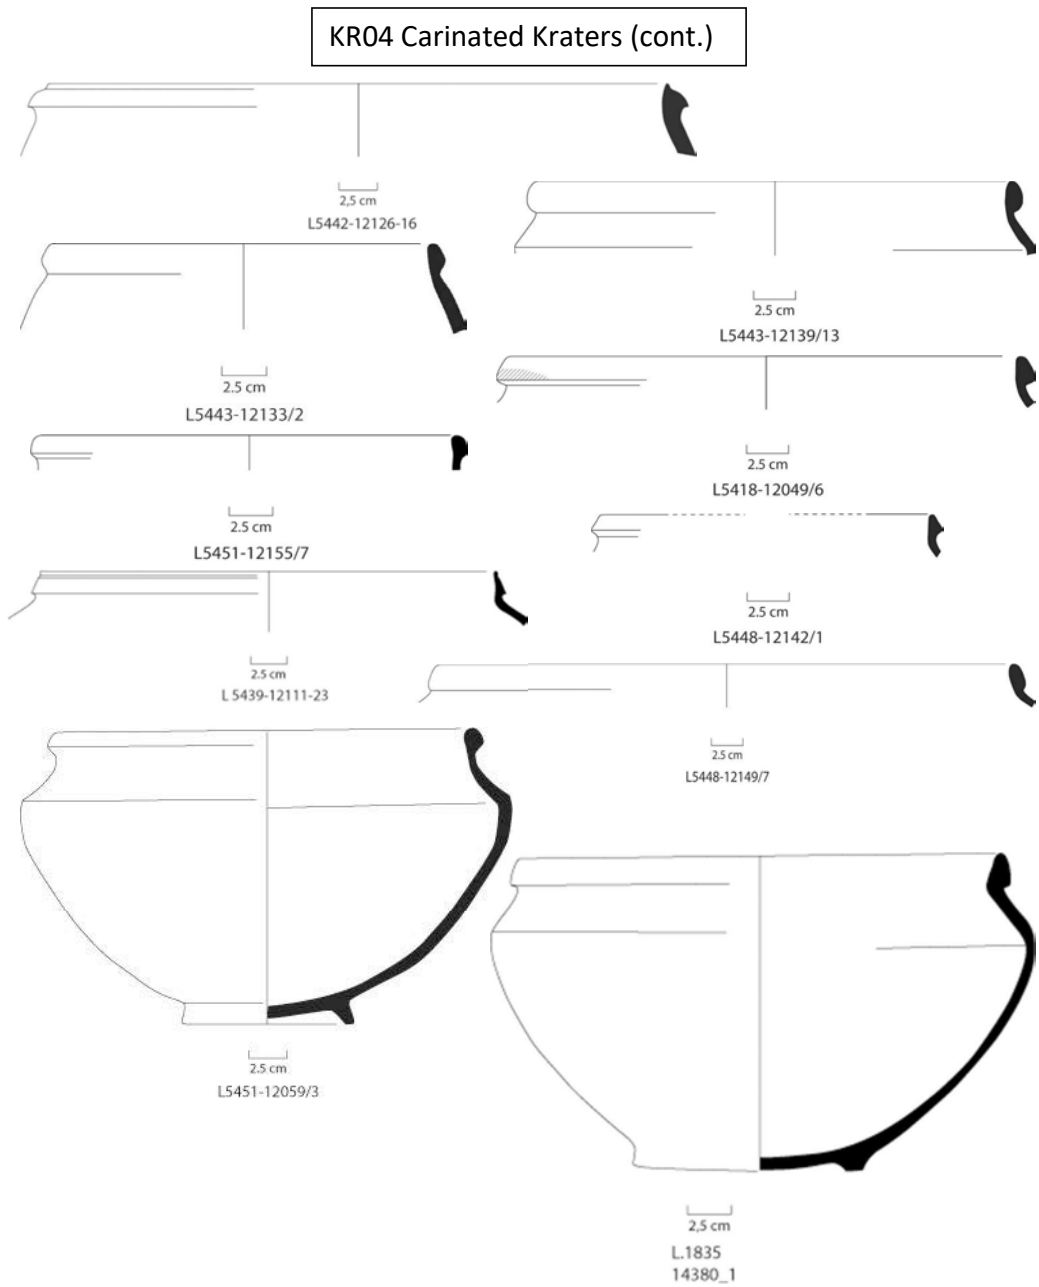 KR04 Carinated Kraters (cont.)
2,5 cm
L5442-12126-16
2.5 cm
L5443-12139/13
2.5 cm
L5443-12133/2
2.5 cm
L5418-12049/6
2.5 cm
L5451-12155/7
2.5 cm
L5448-12142/1
2.5 cm
L 5439-12111-23
2.5 cm
L5448-12149/7
2.5 cm
L5451-12059/3
2,5 cm
L.1835
14380_1